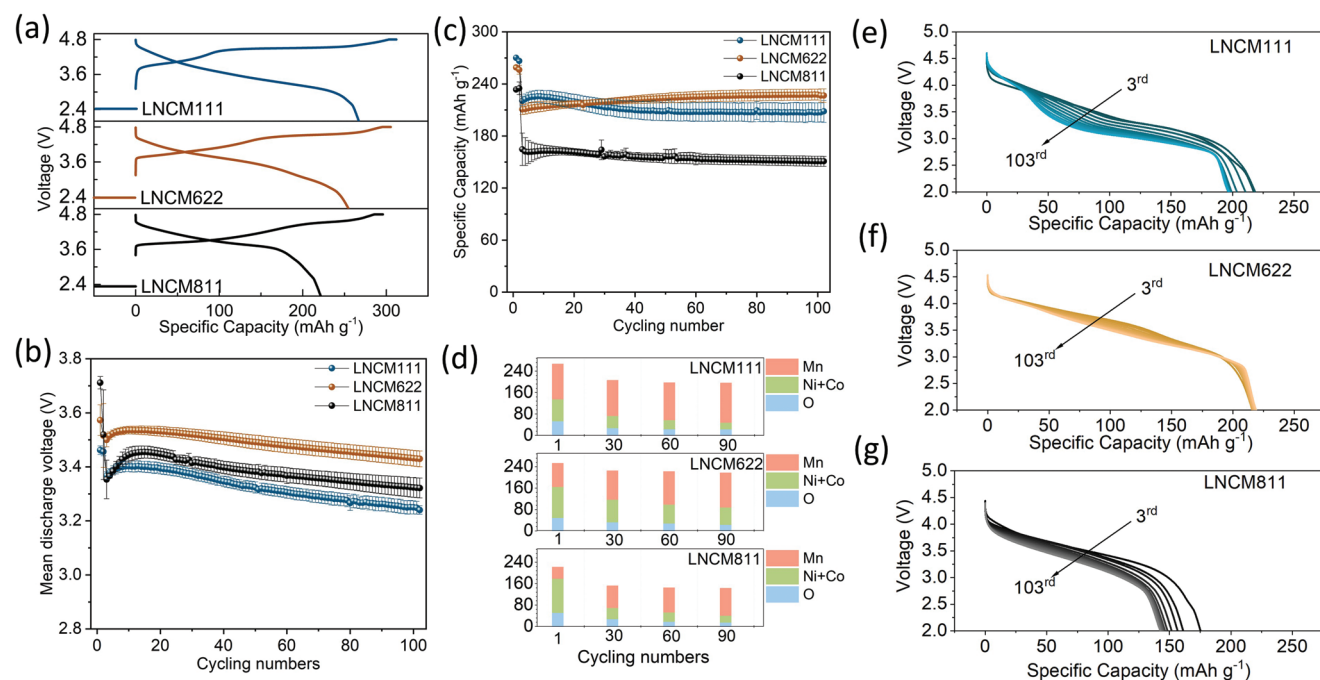 (a)
4.8
3.6
2.4
LNCM111
4.8
3.6
2.4
LNCM622
4.8
3.6
2.4
LNCM811
Voltage (V)
0 100 200 300
Specific Capacity (mAh g-1)
(c)
300
240
180
120
60
0
Specific Capacity (mAh g-1)
LNCM111
LNCM622
LNCM811
0 20 40 60 80 100
Cycling number
(e)
LNCM111
5.0
4.5
4.0
3.5
3.0
2.5
2.0
Voltage (V)
3rd
103rd
0 50 100 150 200 250
Specific Capacity (mAh g-1)
(b)
3.8
3.6
3.4
3.2
3.0
2.8
Mean discharge voltage (V)
LNCM111
LNCM622
LNCM811
0 20 40 60 80 100
Cycling numbers
(d)
LNCM111
240
160
80
0
1 30 60 90
Mn
Ni+Co
O
LNCM622
240
160
80
0
1 30 60 90
Mn
Ni+Co
O
LNCM811
240
160
80
0
1 30 60 90
Mn
Ni+Co
O
Cycling numbers
(f)
LNCM622
5.0
4.5
4.0
3.5
3.0
2.5
2.0
Voltage (V)
3rd
103rd
0 50 100 150 200 250
Specific Capacity (mAh g-1)
(g)
LNCM811
5.0
4.5
4.0
3.5
3.0
2.5
2.0
Voltage (V)
3rd
103rd
0 50 100 150 200 250
Specific Capacity (mAh g-1)